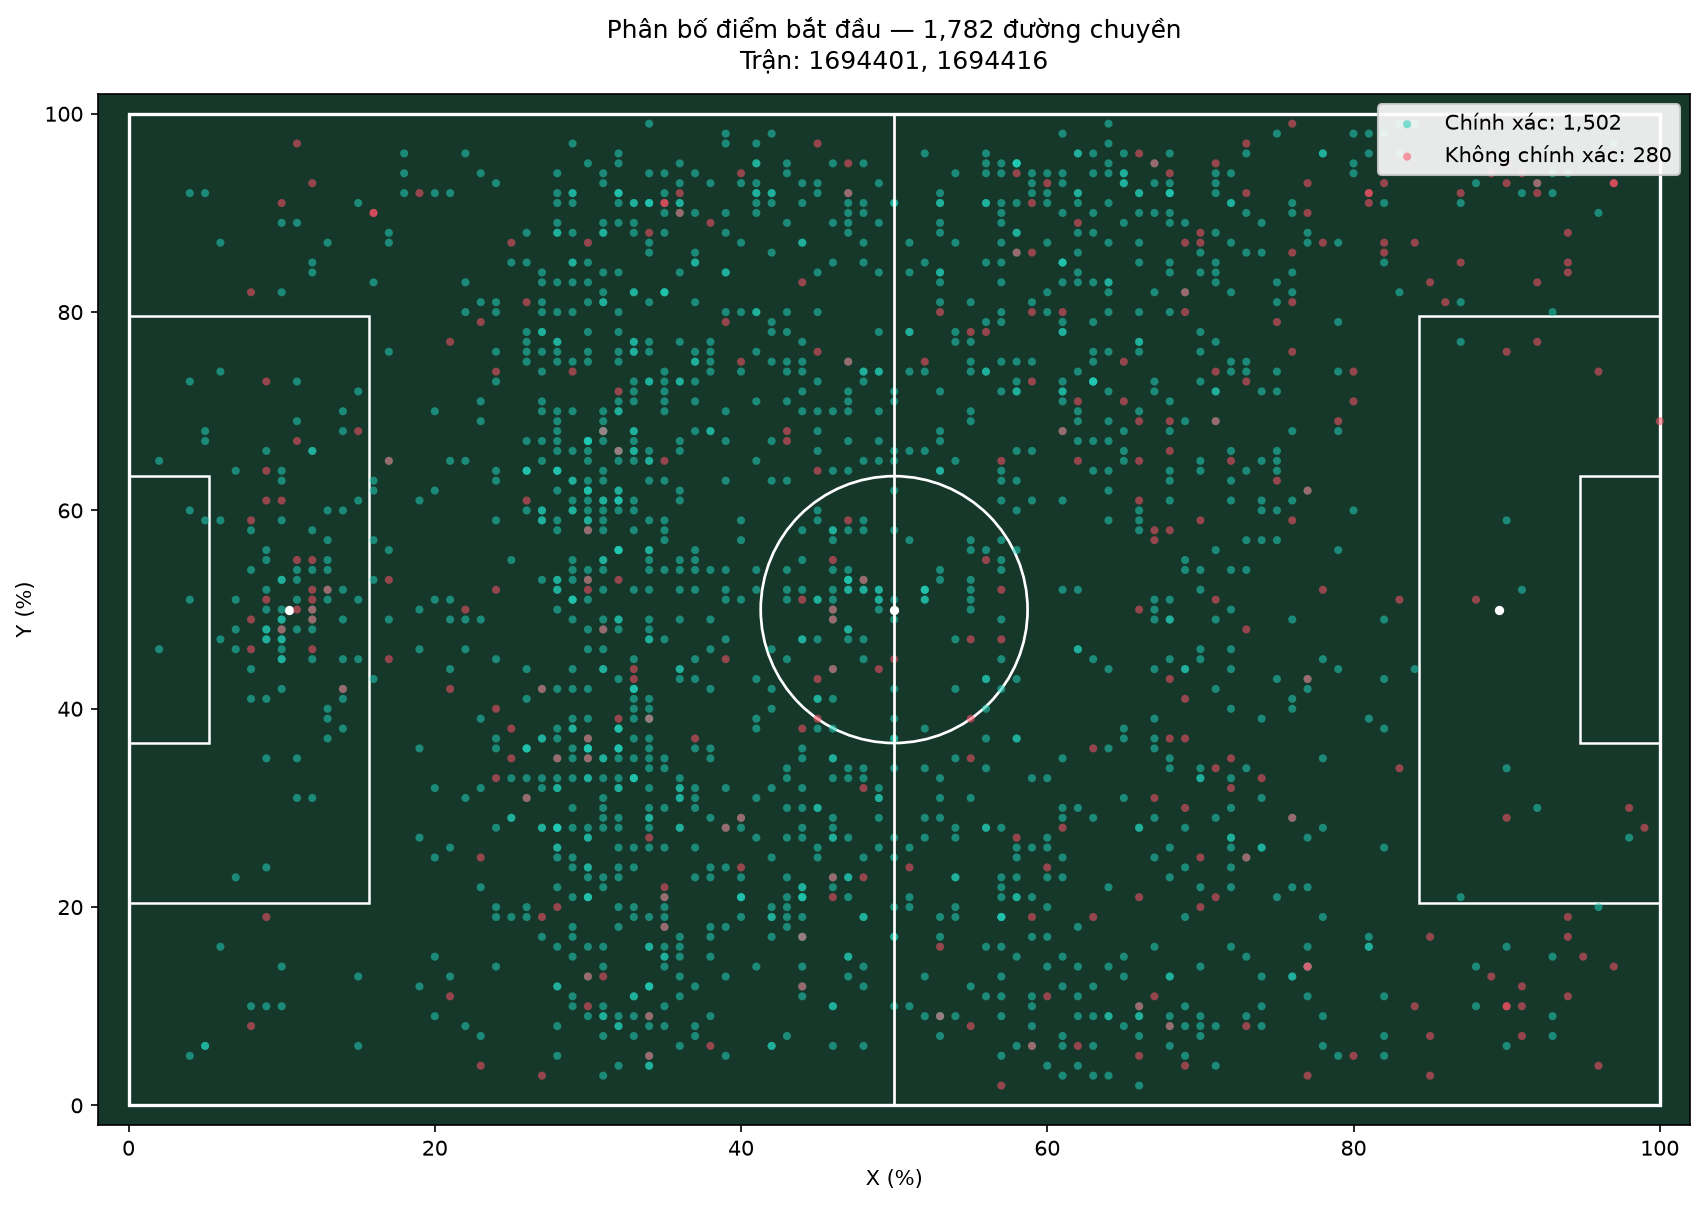 Phân bố điểm bắt đầu — 1,782 đường chuyền
Trận: 1694401, 1694416
Chính xác: 1,502
Không chính xác: 280
100
80
60
40
20
0
Y (%)
0
20
40
60
80
100
X (%)